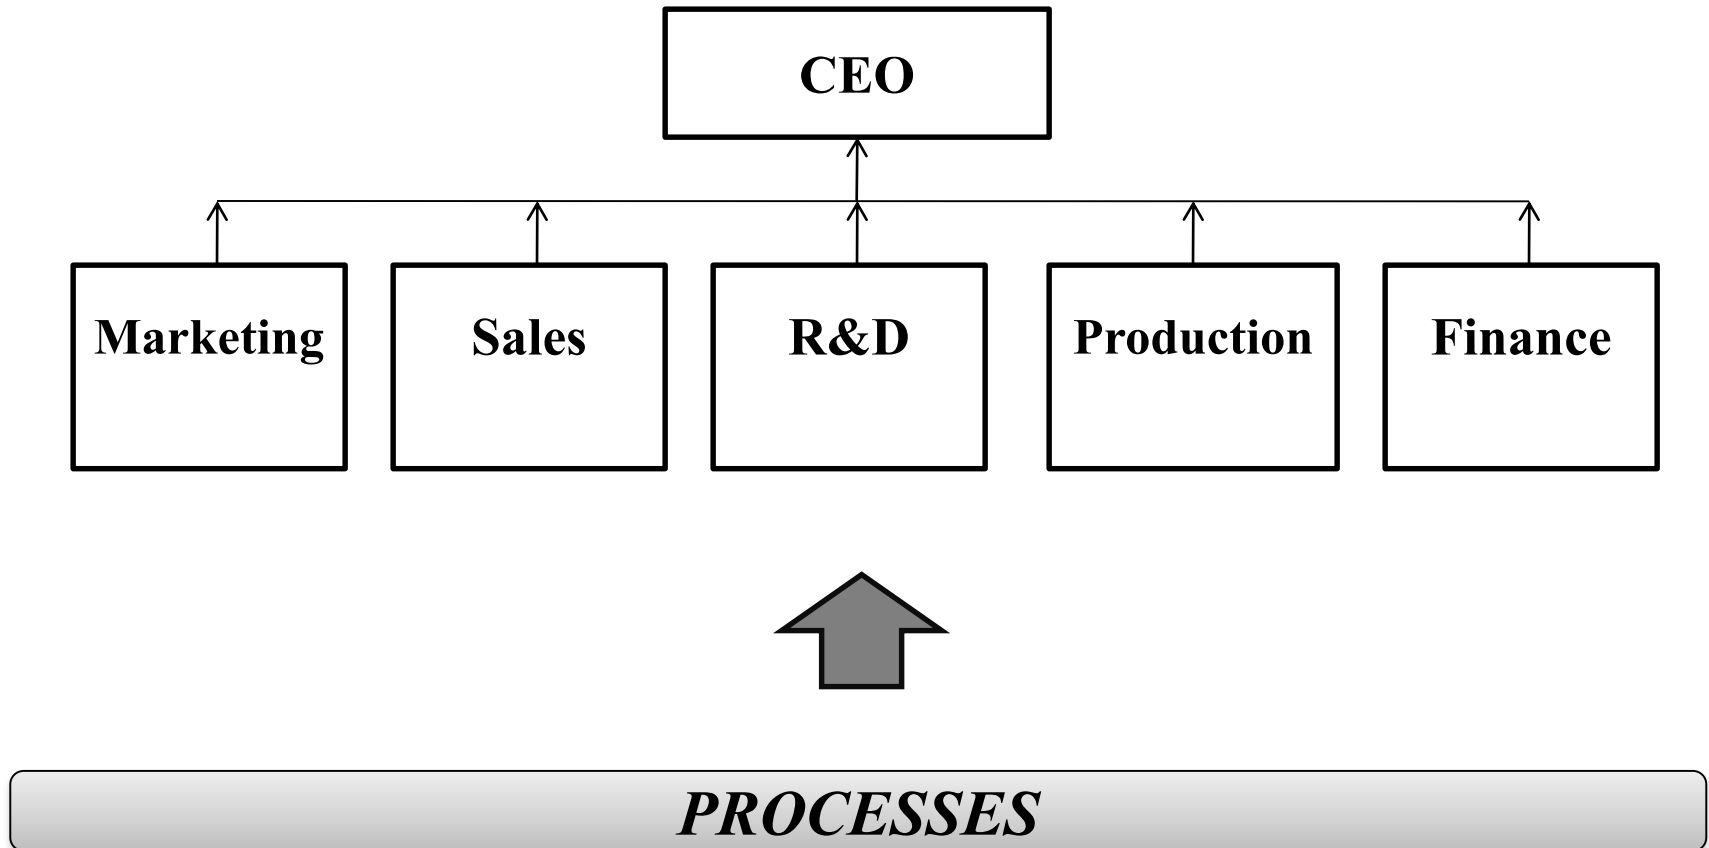 CEO
Marketing
Sales
R&D
Production
Finance
PROCESSES